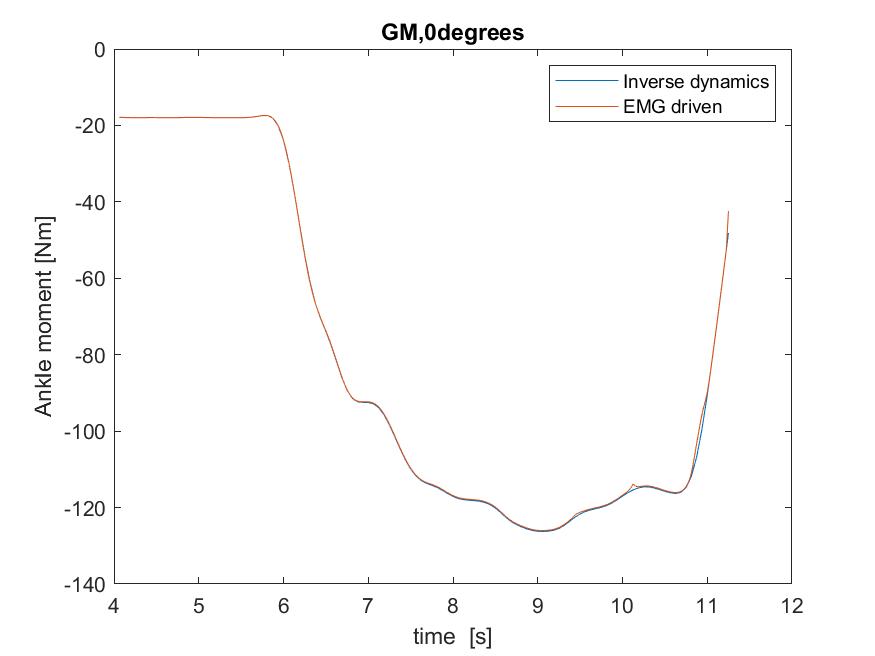 GM,0degrees
0
-20
-40
-60
-80
-100
-120
-140
Ankle moment [Nm]
Inverse dynamics
EMG driven
4 5 6 7 8 9 10 11 12
time [s]